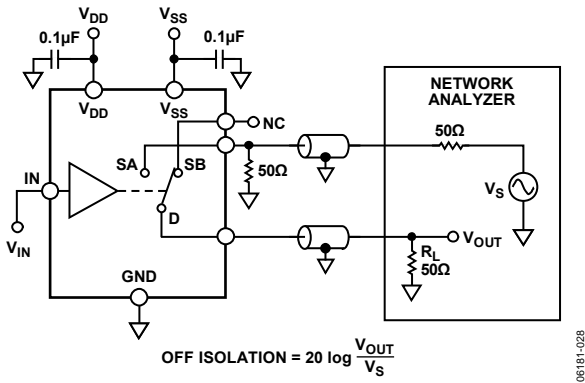 VDD
VSS
0.1µF
0.1µF
VDD
VSS
NC
NETWORK
ANALYZER
50Ω
SA
SB
50Ω
IN
VS
D
VOUT
VIN
RL
50Ω
GND
OFF ISOLATION = 20 log VOUT
VS
06181-028